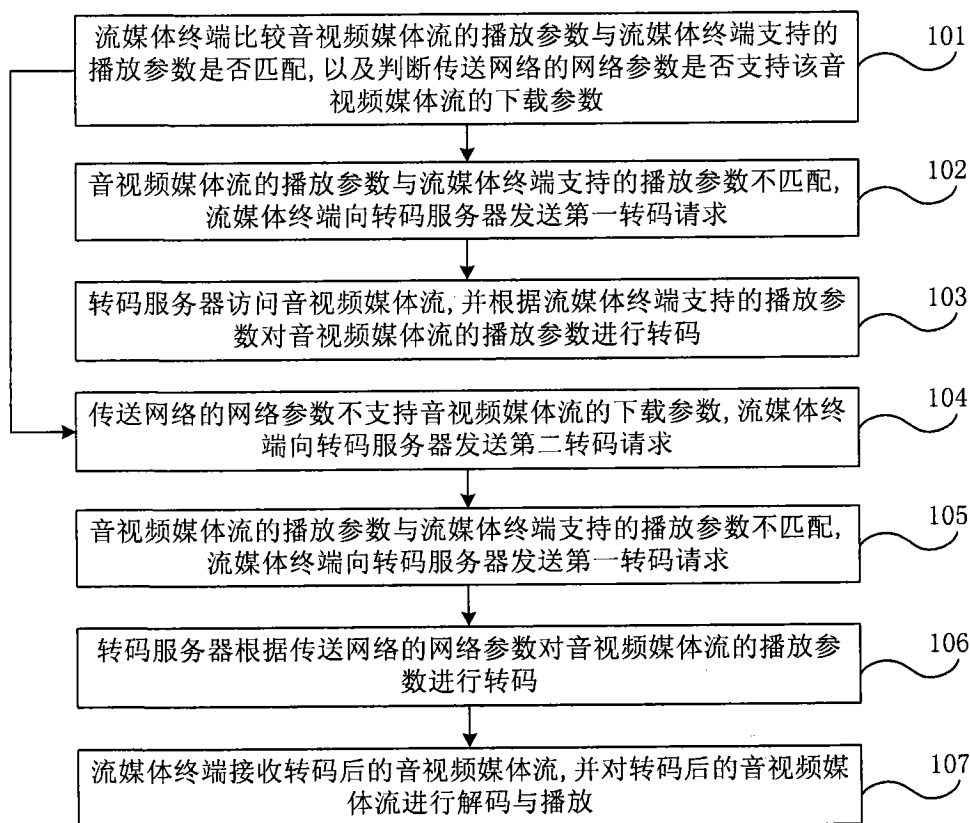 流媒体终端比较音视频媒体流的播放参数与流媒体终端支持的
播放参数是否匹配,以及判断传送网络的网络参数是否支持该音
视频媒体流的下载参数
101
音视频媒体流的播放参数与流媒体终端支持的播放参数不匹配,
流媒体终端向转码服务器发送第一转码请求
102
转码服务器访问音视频媒体流,并根据流媒体终端支持的播放参
数对音视频媒体流的播放参数进行转码
103
传送网络的网络参数不支持音视频媒体流的下载参数,流媒体终
端向转码服务器发送第二转码请求
104
音视频媒体流的播放参数与流媒体终端支持的播放参数不匹配,
流媒体终端向转码服务器发送第一转码请求
105
转码服务器根据传送网络的网络参数对音视频媒体流的播放参
数进行转码
106
流媒体终端接收转码后的音视频媒体流,并对转码后的音视频媒
体流进行解码与播放
107